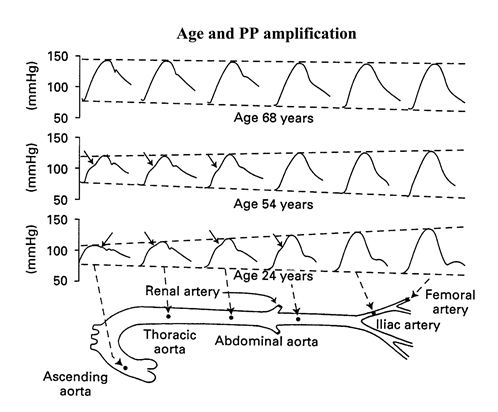 Age and PP amplification
150
100
50
(mmHg)
Age 68 years
150
100
50
(mmHg)
Age 54 years
150
100
50
(mmHg)
Age 24 years
Renal artery
Femoral
artery
Iliac artery
Thoracic
aorta
Abdominal aorta
Ascending
aorta